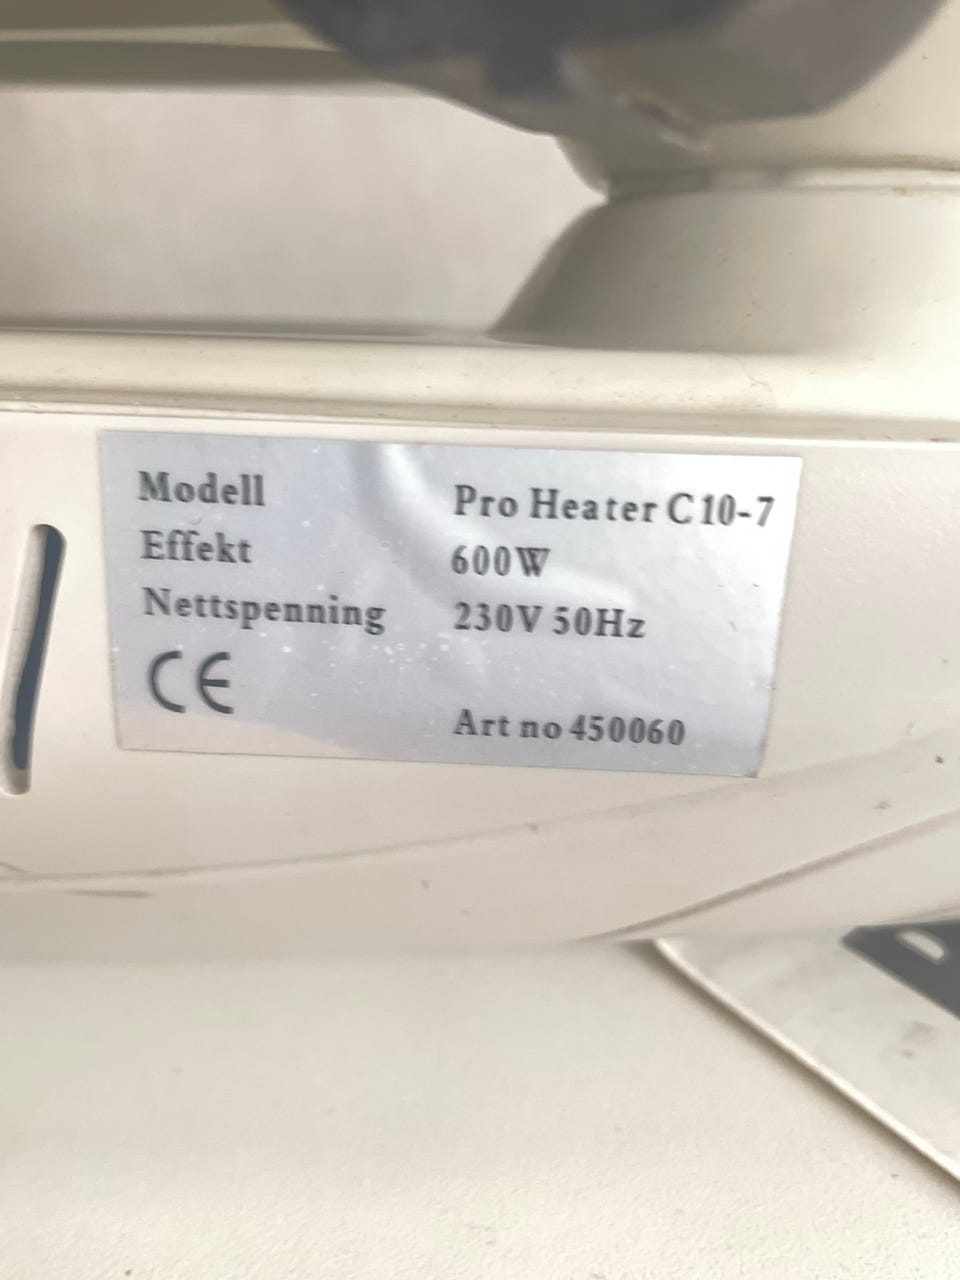 Modell Pro Heater C10-7
Effekt 600W
Nettspenning 230V 50Hz
CE
Art no 450060